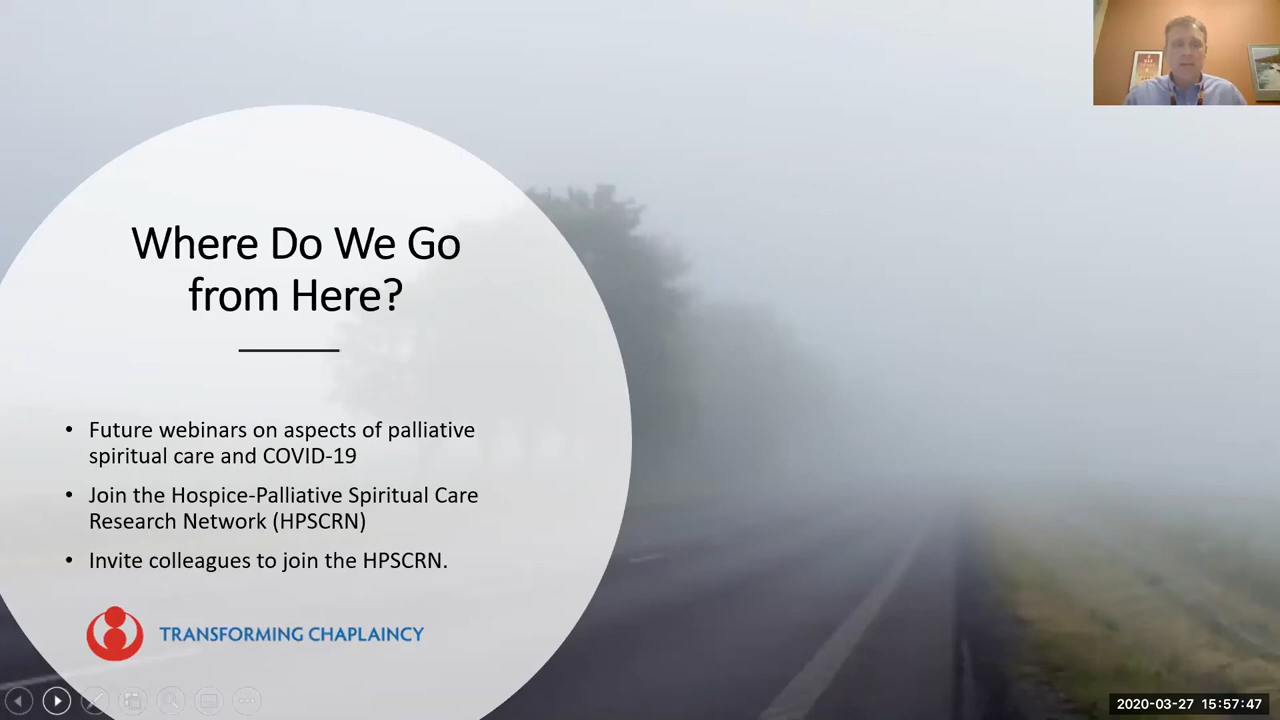 Where Do We Go
from Here?
• Future webinars on aspects of palliative
spiritual care and COVID-19
• Join the Hospice-Palliative Spiritual Care
Research Network (HPSCRN)
• Invite colleagues to join the HPSCRN.
TRANSFORMING CHAPLAINCY
2020-03-27 15:57:47